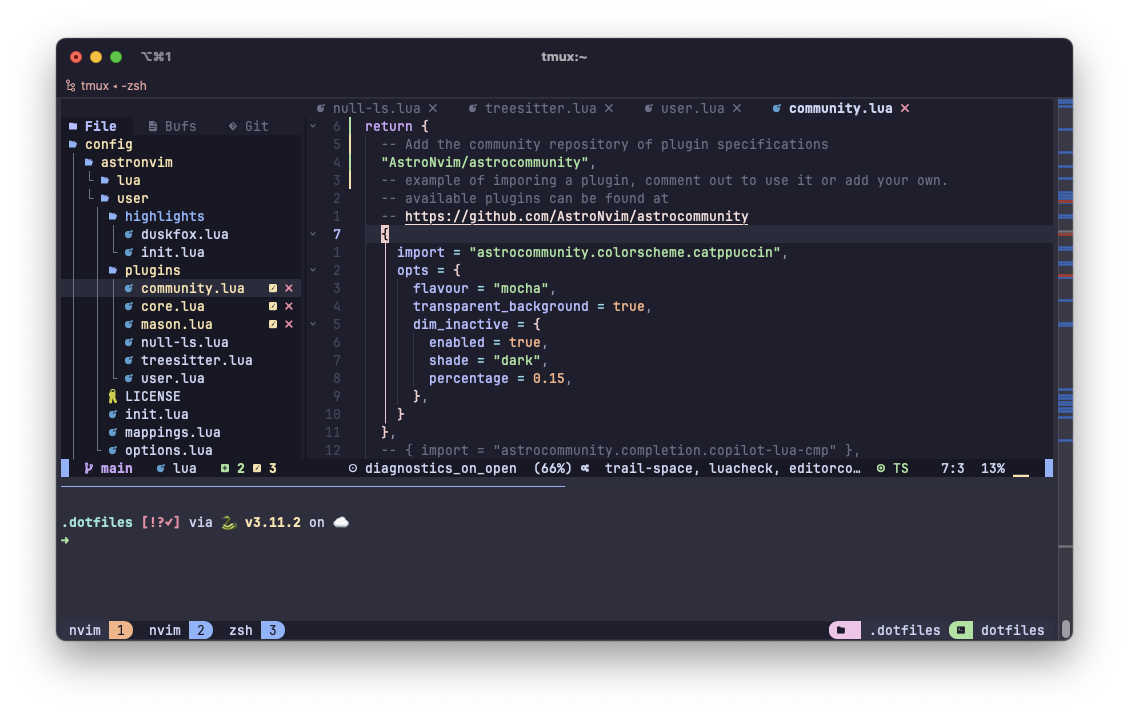 ⌥⌘1 tmux:~
tmux ◂ -zsh
null-ls.lua × treesitter.lua × user.lua × community.lua ×
File Bufs Git
config
astronvim
lua
user
highlights
duskfox.lua
init.lua
plugins
community.lua
core.lua
mason.lua
null-ls.lua
treesitter.lua
user.lua
LICENSE
init.lua
mappings.lua
options.lua
6 return {
5 -- Add the community repository of plugin specifications
4 "AstroNvim/astrocommunity",
3 -- example of imporing a plugin, comment out to use it or add your own.
2 -- available plugins can be found at
1 -- https://github.com/AstroNvim/astrocommunity
7 {
1 import = "astrocommunity.colorscheme.catppuccin",
2 opts = {
3 flavour = "mocha",
4 transparent_background = true,
5 dim_inactive = {
6 enabled = true,
7 shade = "dark",
8 percentage = 0.15,
9 },
10 }
11 },
12 -- { import = "astrocommunity.completion.copilot-lua-cmp" },
main lua 2 3 diagnostics_on_open (66%) trail-space, luacheck, editorco… TS 7:3 13% __
.dotfiles [!?✓] via 🐍 v3.11.2 on ☁️
➜
nvim 1 nvim 2 zsh 3 .dotfiles dotfiles